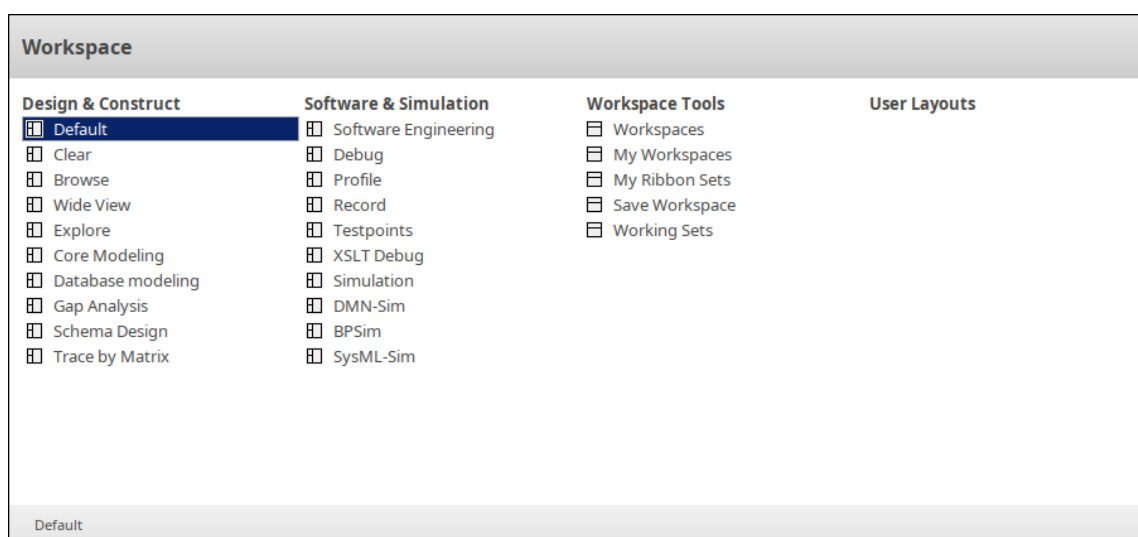 Workspace
Design & Construct
Default
Clear
Browse
Wide View
Explore
Core Modeling
Database modeling
Gap Analysis
Schema Design
Trace by Matrix
Software & Simulation
Software Engineering
Debug
Profile
Record
Testpoints
XSLT Debug
Simulation
DMN-Sim
BPSim
SysML-Sim
Workspace Tools
Workspaces
My Workspaces
My Ribbon Sets
Save Workspace
Working Sets
User Layouts
Default